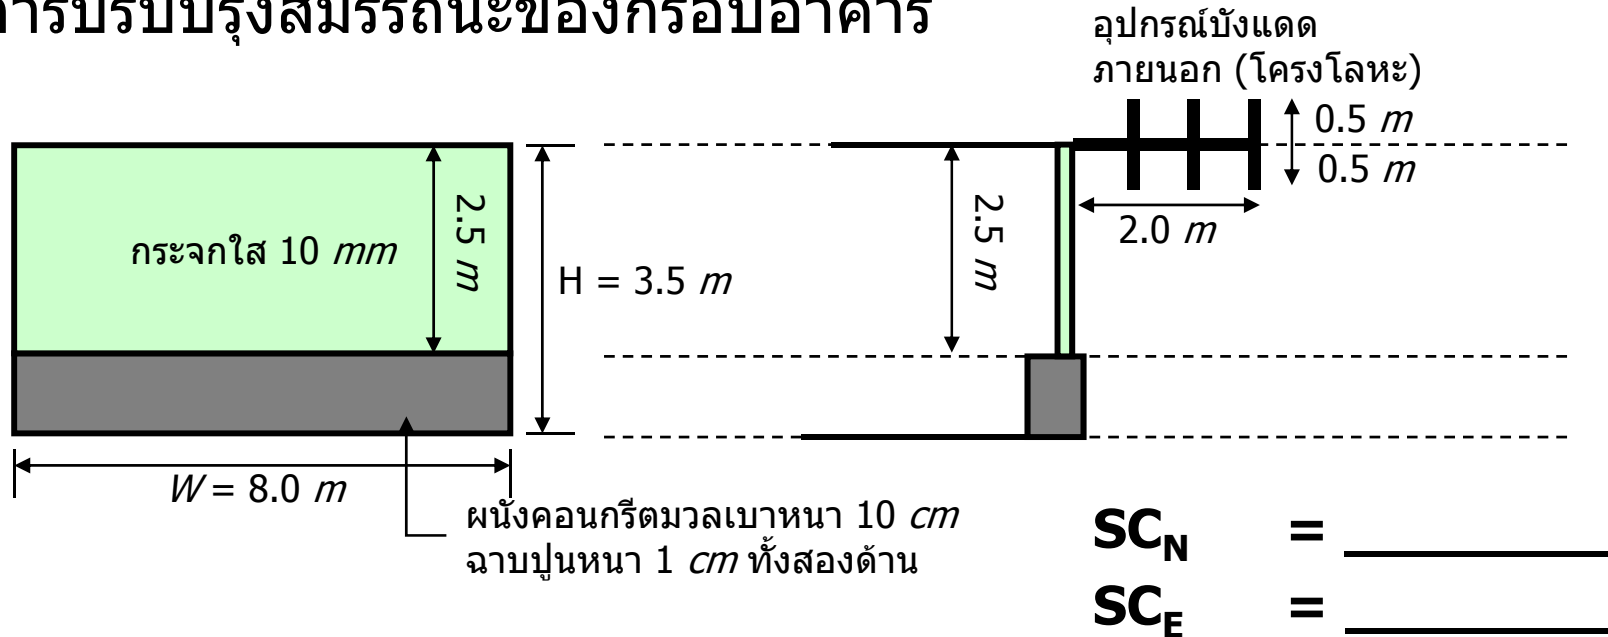 การปรับปรุงสมรรถนะของกรอบอาคาร
อุปกรณ์บังแดด
ภายนอก (โครงโลหะ)
0.5 m
0.5 m
2.0 m
2.5 m
กระจกใส 10 mm
H = 3.5 m
2.5 m
W = 8.0 m
ผนังคอนกรีตมวลเบาหนา 10 cm
ฉาบปูนหนา 1 cm ทั้งสองด้าน
SC_N =
SC_E =